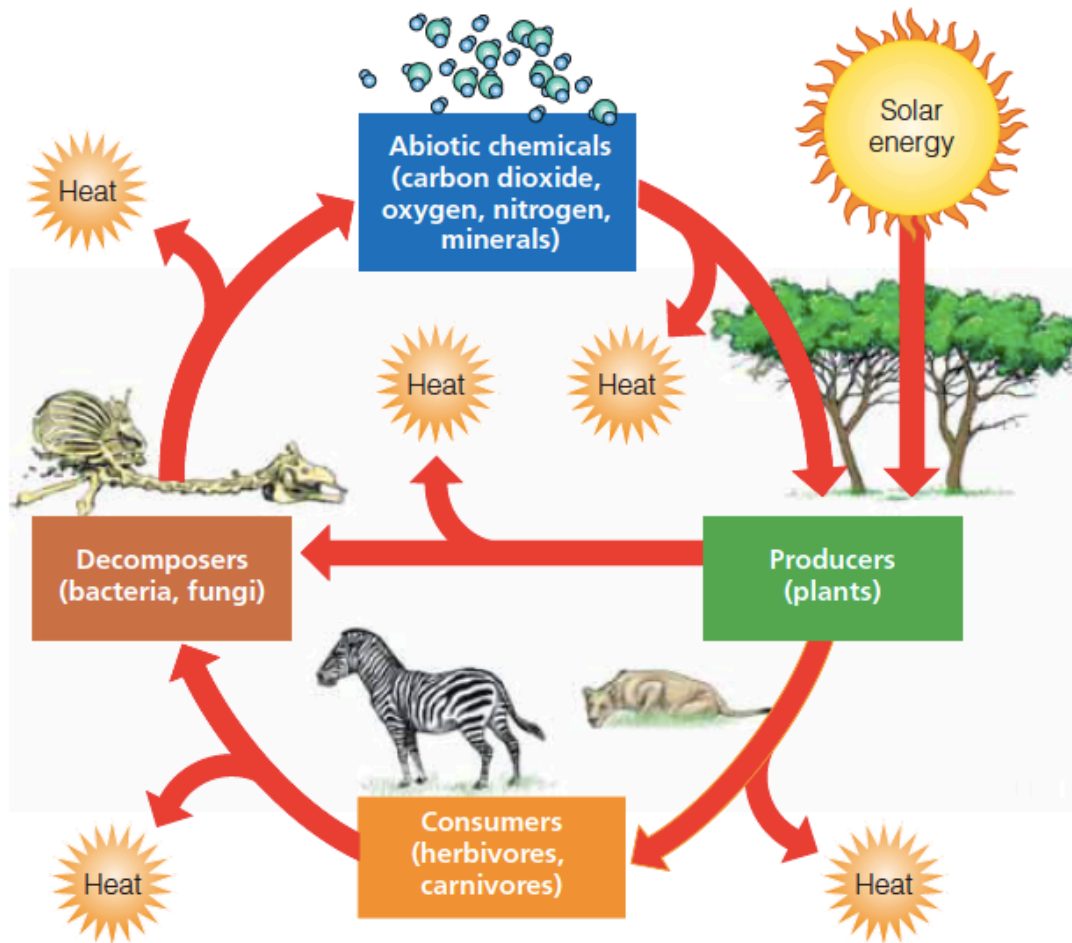 Solar
energy
Abiotic chemicals
(carbon dioxide,
oxygen, nitrogen,
minerals)
Heat
Heat
Heat
Decomposers
(bacteria, fungi)
Producers
(plants)
Consumers
(herbivores,
carnivores)
Heat
Heat